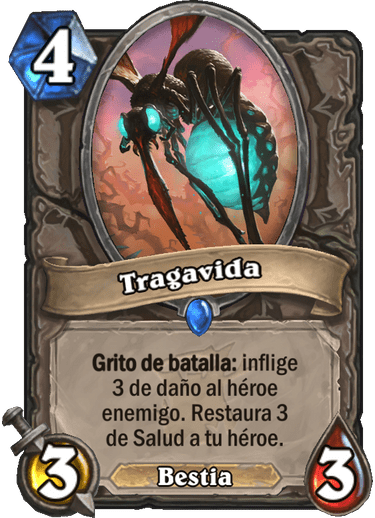 4
Tragavida
Grito de batalla: inflige
3 de daño al héroe
enemigo. Restaura 3
de Salud a tu héroe.
3
Bestia
3